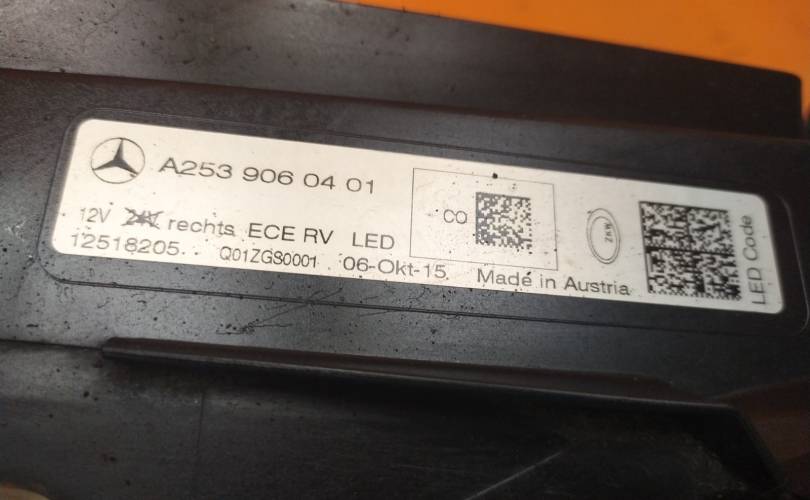 A253 906 04 01
12V 24V rechts ECE RV LED
12518205. Q01ZGS0001 06-Okt-15 Made in Austria
CO
ZKW
LED Code